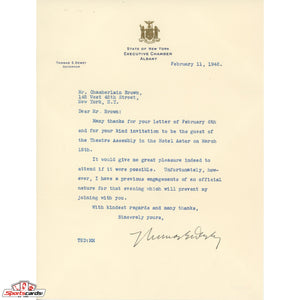 STATE OF NEW YORK
EXECUTIVE CHAMBER
ALBANY
THOMAS E. DEWEY
GOVERNOR
February 11, 1946.
Mr. Chamberlain Brown,
145 West 45th Street,
New York, N.Y.
Dear Mr. Brown:
Many thanks for your letter of February 6th
and for your kind invitation to be the guest of
the Theatre Assembly in the Hotel Astor on March
15th.
It would give me great pleasure indeed to
attend if it were possible. Unfortunately, how-
ever, I have a previous engagement of an official
nature for that evening which will prevent my
joining with you.
With kindest regards and many thanks,
Sincerely yours,
TED:
SportsCards